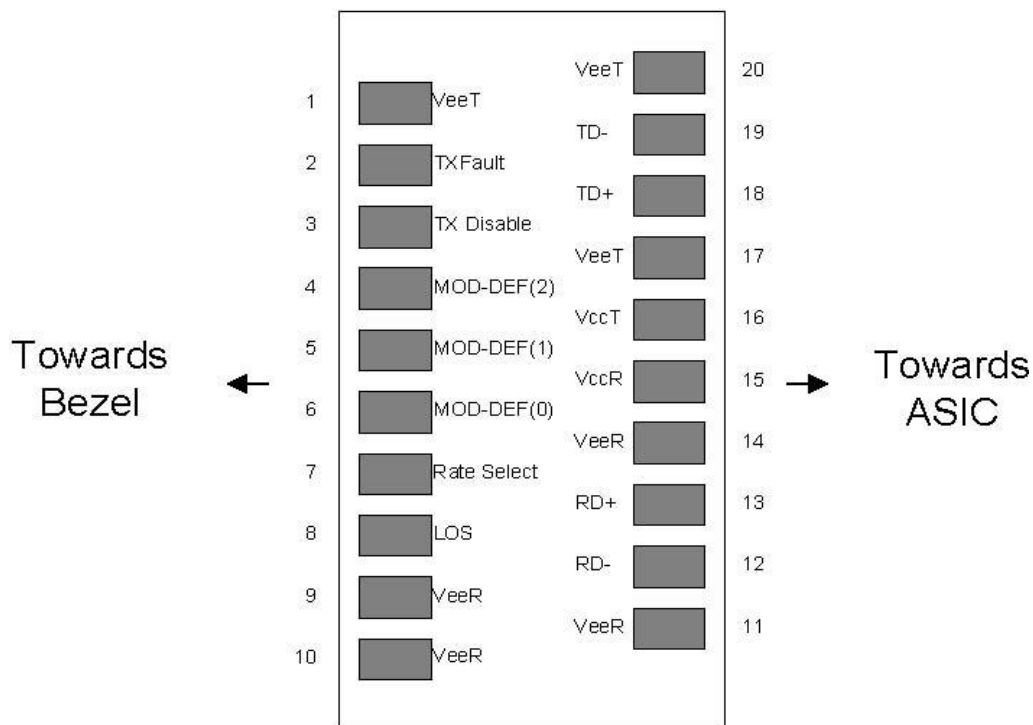 1 VeeT
2 TXFault
3 TX Disable
4 MOD-DEF(2)
5 MOD-DEF(1)
6 MOD-DEF(0)
7 Rate Select
8 LOS
9 VeeR
10 VeeR
VeeT 20
TD- 19
TD+ 18
VeeT 17
VccT 16
VccR 15
VeeR 14
RD+ 13
RD- 12
VeeR 11
Towards
Bezel
Towards
ASIC